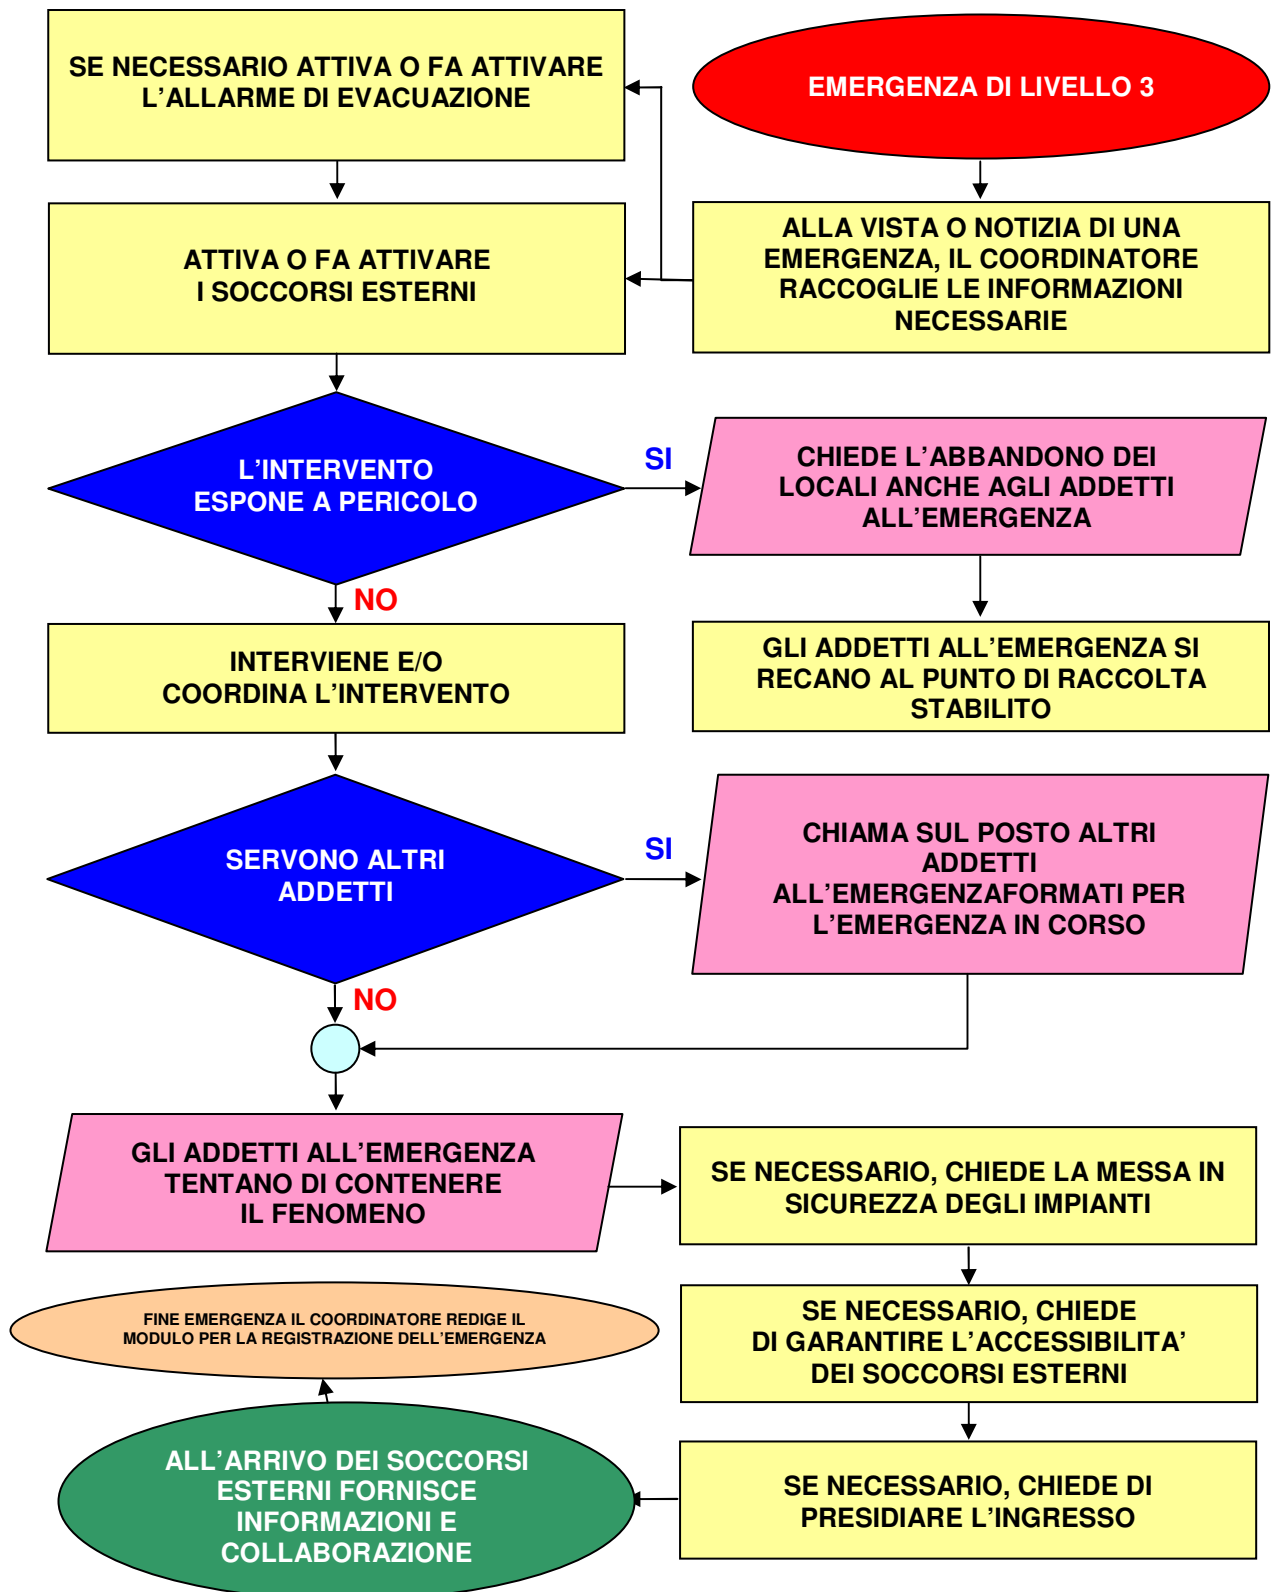 SE NECESSARIO ATTIVA O FA ATTIVARE
L'ALLARME DI EVACUAZIONE
EMERGENZA DI LIVELLO 3
ATTIVA O FA ATTIVARE
I SOCCORSI ESTERNI
ALLA VISTA O NOTIZIA DI UNA
EMERGENZA, IL COORDINATORE
RACCOGLIE LE INFORMAZIONI
NECESSARIE
L'INTERVENTO
ESPONE A PERICOLO
SI
CHIEDE L'ABBANDONO DEI
LOCALI ANCHE AGLI ADDETTI
ALL'EMERGENZA
NO
INTERVIENE E/O
COORDINA L'INTERVENTO
GLI ADDETTI ALL'EMERGENZA SI
RECANO AL PUNTO DI RACCOLTA
STABILITO
SERVONO ALTRI
ADDETTI
SI
CHIAMA SUL POSTO ALTRI
ADDETTI
ALL'EMERGENZAFORMATI PER
L'EMERGENZA IN CORSO
NO
GLI ADDETTI ALL'EMERGENZA
TENTANO DI CONTENERE
IL FENOMENO
SE NECESSARIO, CHIEDE LA MESSA IN
SICUREZZA DEGLI IMPIANTI
FINE EMERGENZA IL COORDINATORE REDIGE IL
MODULO PER LA REGISTRAZIONE DELL'EMERGENZA
SE NECESSARIO, CHIEDE
DI GARANTIRE L'ACCESSIBILITA'
DEI SOCCORSI ESTERNI
ALL'ARRIVO DEI SOCCORSI
ESTERNI FORNISCE
INFORMAZIONI E
COLLABORAZIONE
SE NECESSARIO, CHIEDE DI
PRESIDIARE L'INGRESSO